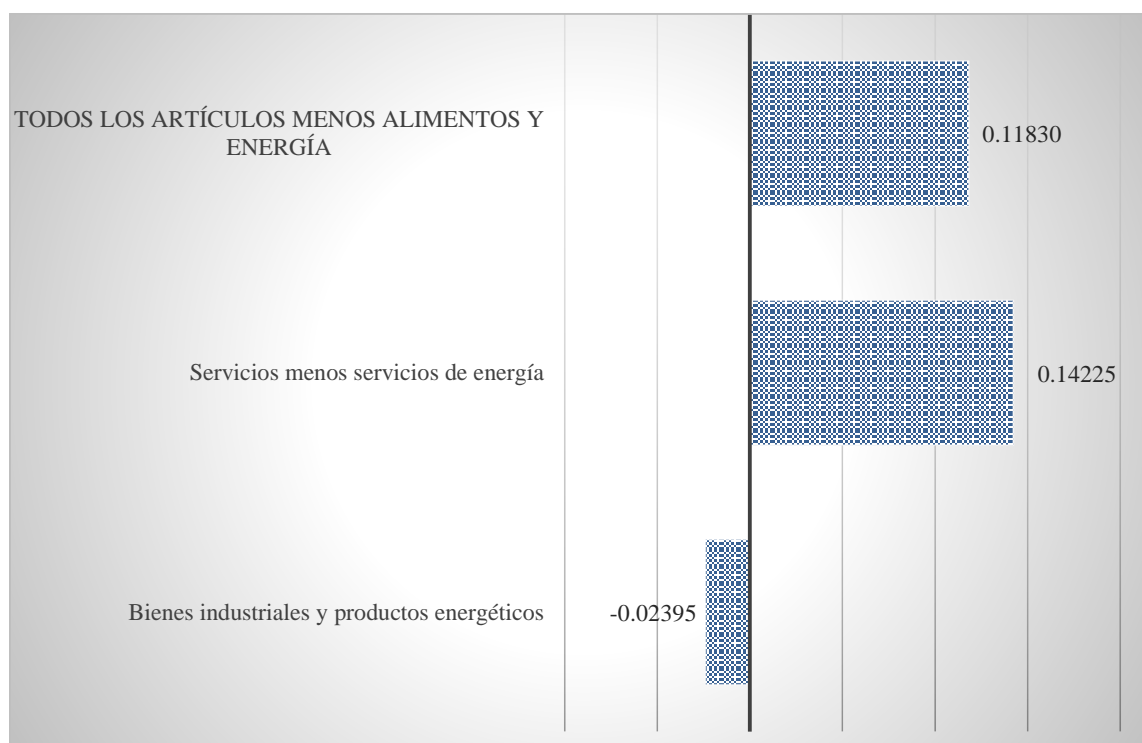 TODOS LOS ARTÍCULOS MENOS ALIMENTOS Y
ENERGÍA
0.11830
Servicios menos servicios de energía
0.14225
Bienes industriales y productos energéticos
-0.02395